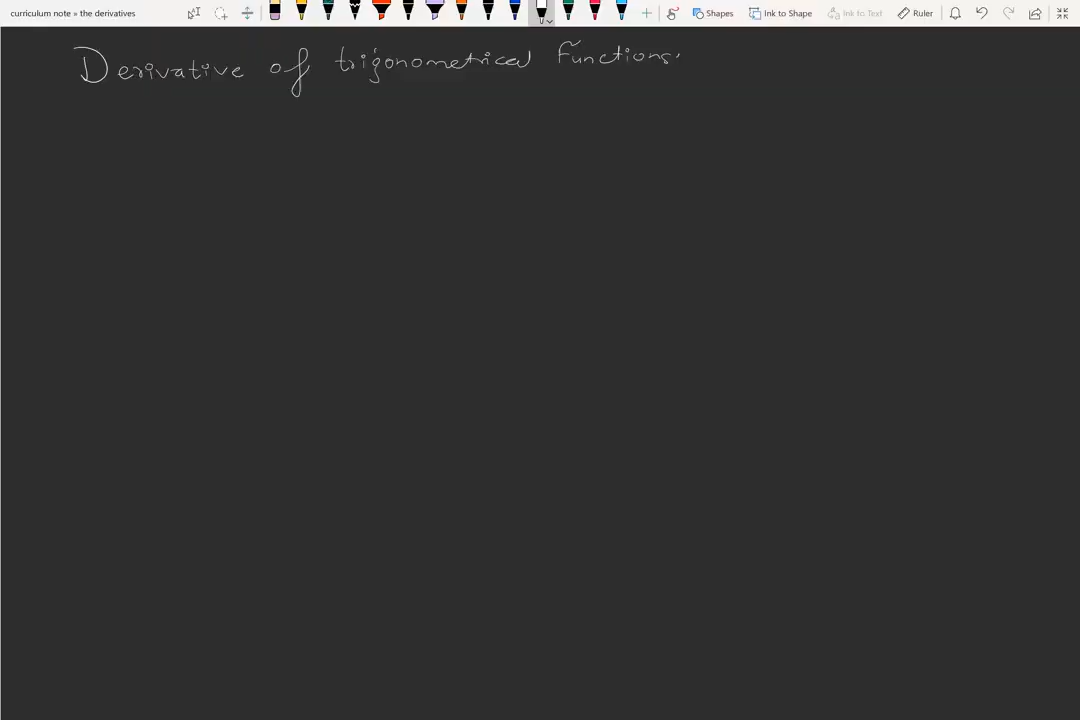 curriculum note » the derivatives
Shapes
Ink to Shape
Ink to Text
Ruler
Derivative of trigonometrical Functions.